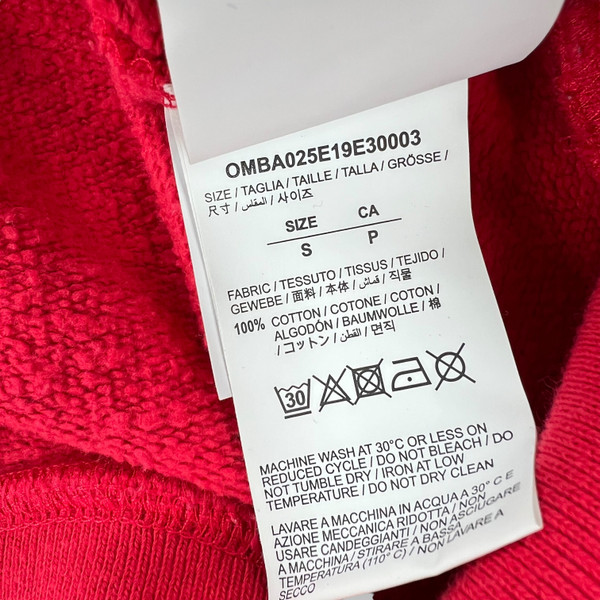 OMBA025E19E30003
SIZE / TAGLIA / TAILLE / TALLA / GRÖSSE /
尺寸 / المقاس / 사이즈
SIZE CA
S P
FABRIC / TESSUTO / TISSUS / TEJIDO /
GEWEBE / 面料 / 本体 / قماش / 직물
100% COTTON / COTONE / COTON /
ALGODÓN / BAUMWOLLE / 棉
/ コットン / القطن / 면직
30
MACHINE WASH AT 30°C OR LESS ON
REDUCED CYCLE / DO NOT BLEACH / DO
NOT TUMBLE DRY / IRON AT LOW
TEMPERATURE / DO NOT DRY CLEAN
LAVARE A MACCHINA IN ACQUA A 30° C E
AZIONE MECCANICA RIDOTTA / NON
USARE CANDEGGIANTI / NON ASCIUGARE
A MACCHINA / STIRARE A BASSA
TEMPERATURA (110° C) / NON LAVARE A
SECCO